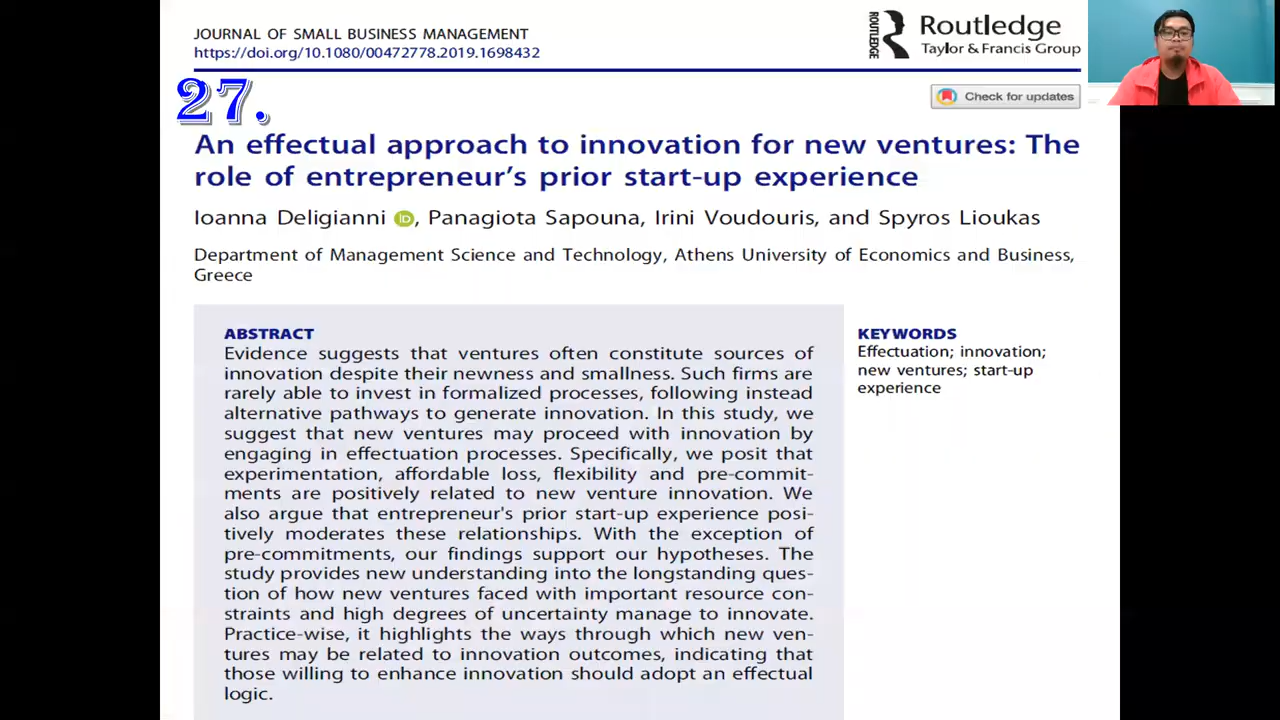 JOURNAL OF SMALL BUSINESS MANAGEMENT
https://doi.org/10.1080/00472778.2019.1698432
ROUTLEDGE
Routledge
Taylor & Francis Group
27.
Check for updates
An effectual approach to innovation for new ventures: The
role of entrepreneur’s prior start-up experience
Ioanna Deligianni iD, Panagiota Sapouna, Irini Voudouris, and Spyros Lioukas
Department of Management Science and Technology, Athens University of Economics and Business,
Greece
ABSTRACT
Evidence suggests that ventures often constitute sources of
innovation despite their newness and smallness. Such firms are
rarely able to invest in formalized processes, following instead
alternative pathways to generate innovation. In this study, we
suggest that new ventures may proceed with innovation by
engaging in effectuation processes. Specifically, we posit that
experimentation, affordable loss, flexibility and pre-commit-
ments are positively related to new venture innovation. We
also argue that entrepreneur's prior start-up experience posi-
tively moderates these relationships. With the exception of
pre-commitments, our findings support our hypotheses. The
study provides new understanding into the longstanding ques-
tion of how new ventures faced with important resource con-
straints and high degrees of uncertainty manage to innovate.
Practice-wise, it highlights the ways through which new ven-
tures may be related to innovation outcomes, indicating that
those willing to enhance innovation should adopt an effectual
logic.
KEYWORDS
Effectuation; innovation;
new ventures; start-up
experience